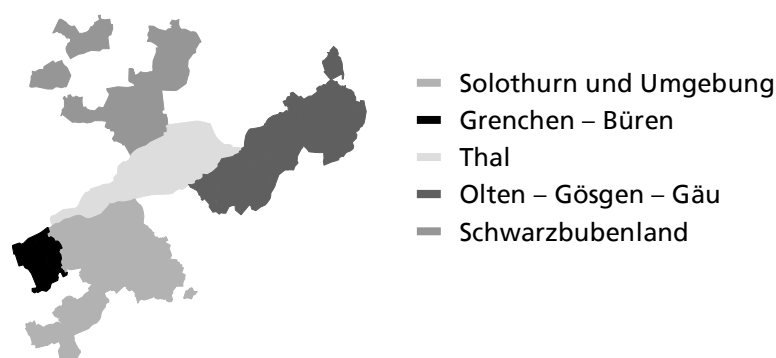 Solothurn und Umgebung
Grenchen – Büren
Thal
Olten – Gösgen – Gäu
Schwarzbubenland